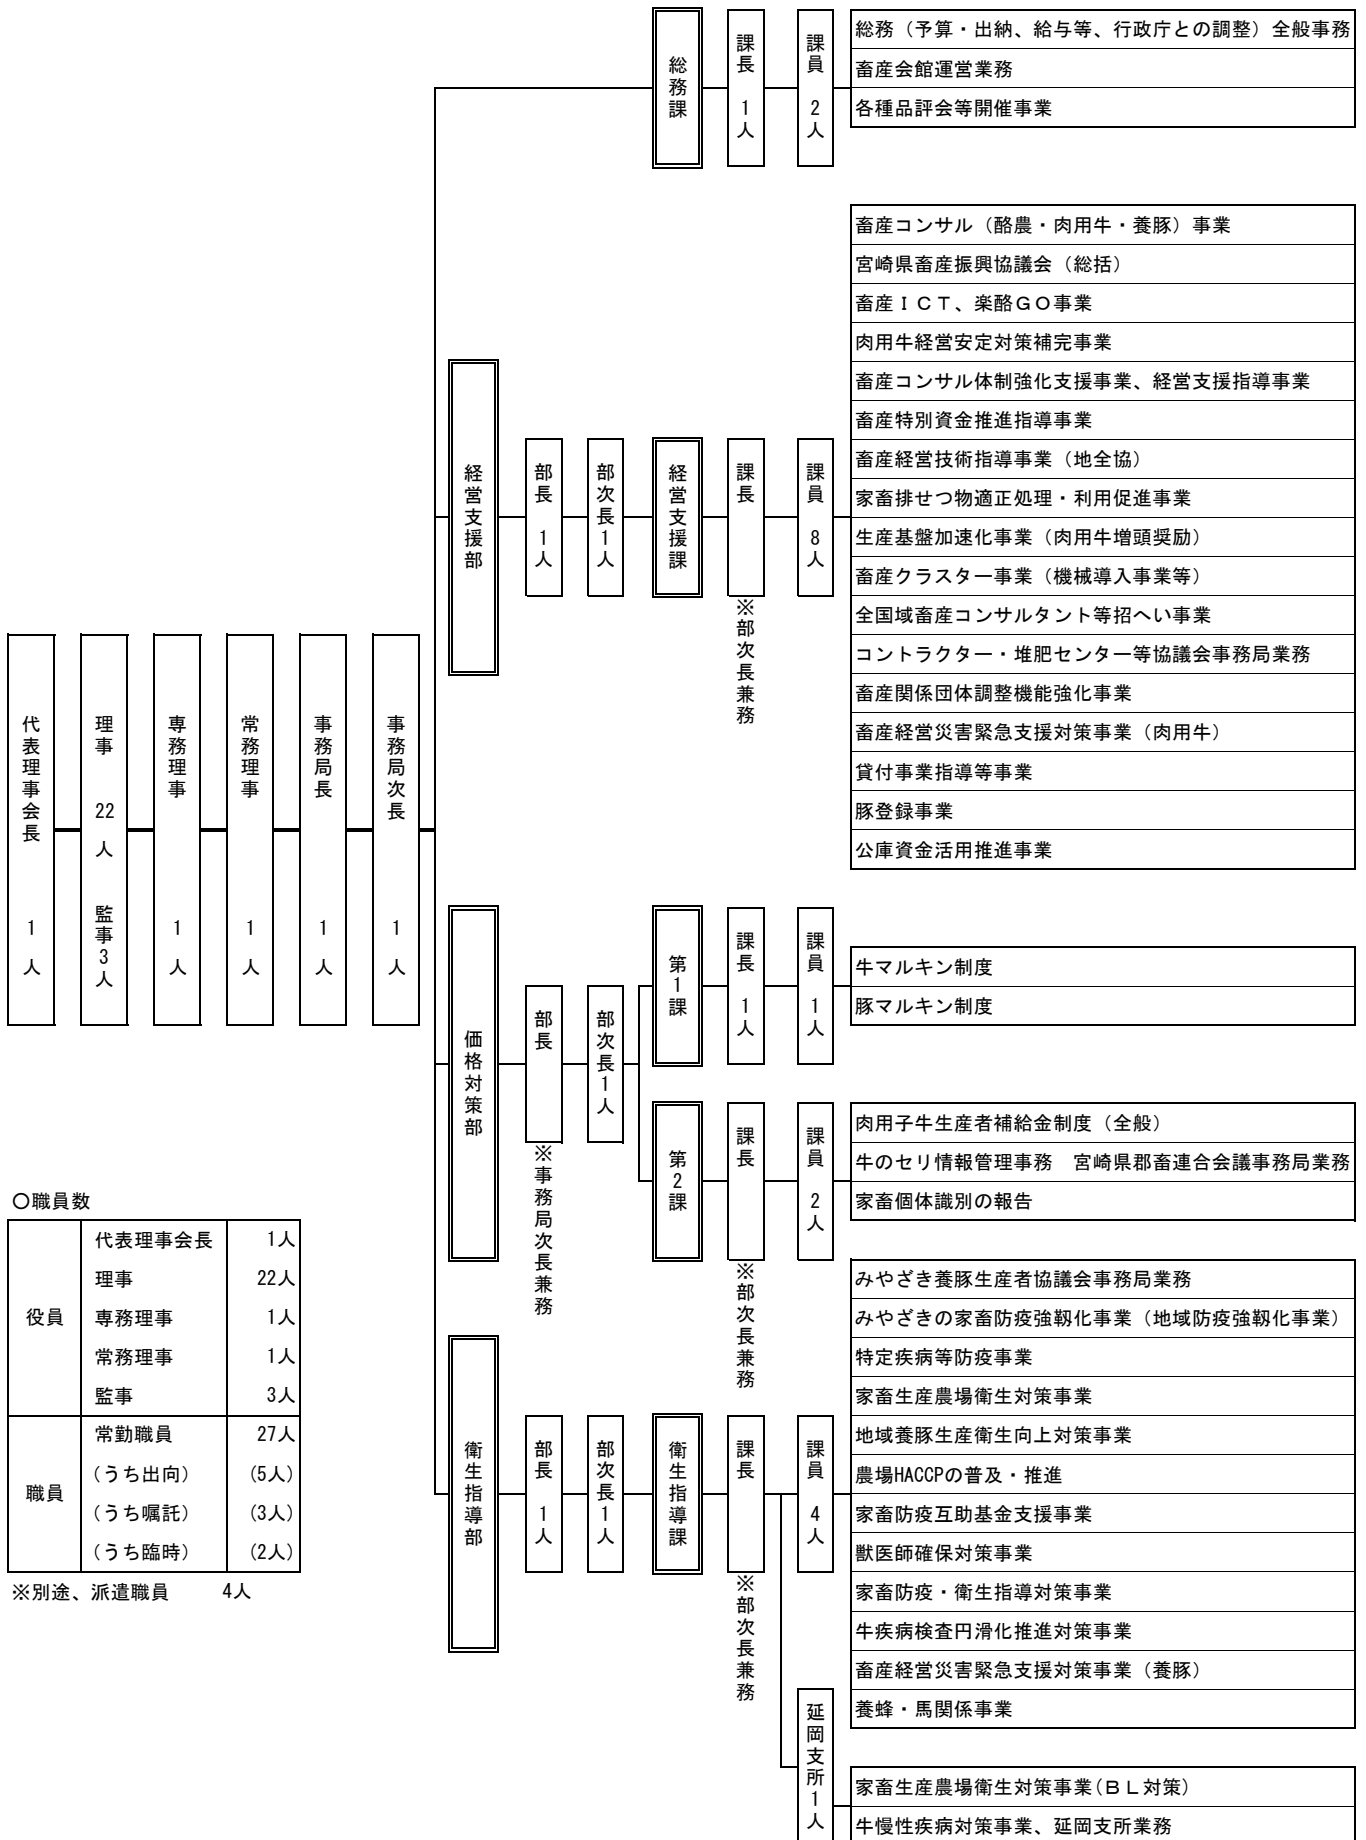 総務課
課長 1人
課員 2人
総務（予算・出納、給与等、行政庁との調整）全般事務
畜産会館運営業務
各種品評会等開催事業
経営支援部
部長 1人
部次長1人
経営支援課
課長
※部次長兼務
課員 8人
畜産コンサル（酪農・肉用牛・養豚）事業
宮崎県畜産振興協議会（総括）
畜産ＩＣＴ、楽酪ＧＯ事業
肉用牛経営安定対策補完事業
畜産コンサル体制強化支援事業、経営支援指導事業
畜産特別資金推進指導事業
畜産経営技術指導事業（地全協）
家畜排せつ物適正処理・利用促進事業
生産基盤加速化事業（肉用牛増頭奨励）
畜産クラスター事業（機械導入事業等）
全国域畜産コンサルタント等招へい事業
コントラクター・堆肥センター等協議会事務局業務
畜産関係団体調整機能強化事業
畜産経営災害緊急支援対策事業（肉用牛）
貸付事業指導等事業
豚登録事業
公庫資金活用推進事業
代表理事会長 1人
理事 22人 監事3人
専務理事 1人
常務理事 1人
事務局長 1人
事務局次長 1人
価格対策部
部長
※事務局次長兼務
部次長1人
第1課
課長 1人
課員 1人
牛マルキン制度
豚マルキン制度
第2課
課長
※部次長兼務
課員 2人
肉用子牛生産者補給金制度（全般）
牛のセリ情報管理事務　宮崎県郡畜連合会議事務局業務
家畜個体識別の報告
衛生指導部
部長 1人
部次長1人
衛生指導課
課長
※部次長兼務
課員 4人
みやざき養豚生産者協議会事務局業務
みやざきの家畜防疫強靱化事業（地域防疫強靱化事業）
特定疾病等防疫事業
家畜生産農場衛生対策事業
地域養豚生産衛生向上対策事業
農場HACCPの普及・推進
家畜防疫互助基金支援事業
獣医師確保対策事業
家畜防疫・衛生指導対策事業
牛疾病検査円滑化推進対策事業
畜産経営災害緊急支援対策事業（養豚）
養蜂・馬関係事業
延岡支所1人
家畜生産農場衛生対策事業(ＢＬ対策)
牛慢性疾病対策事業、延岡支所業務
〇職員数
役員
代表理事会長 1人
理事 22人
専務理事 1人
常務理事 1人
監事 3人
職員
常勤職員 27人
（うち出向） (5人)
（うち嘱託） (3人)
（うち臨時） (2人)
※別途、派遣職員 4人